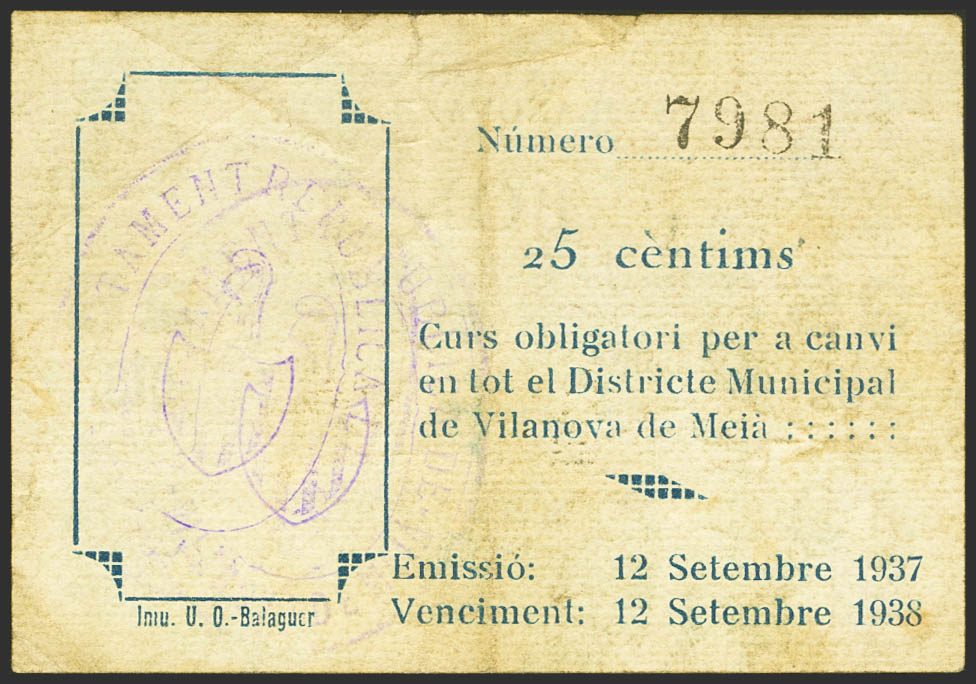 Número 7981
25 cèntims
Curs obligatori per a canvi
en tot el Districte Municipal
de Vilanova de Meià : : : : : :
Emissió: 12 Setembre 1937
Venciment: 12 Setembre 1938
Imp. U. O.-Balaguer